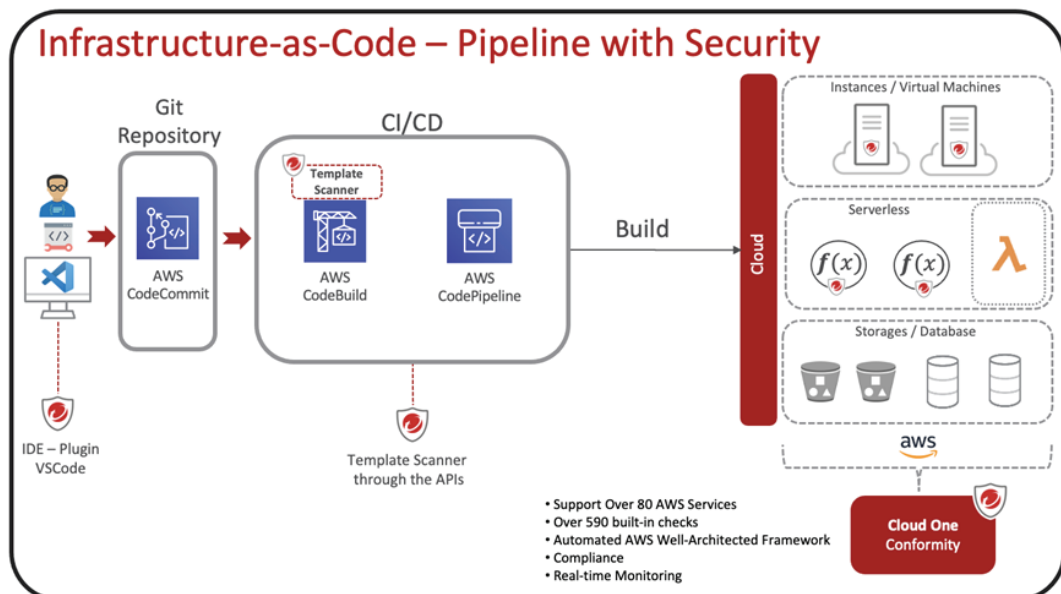 Infrastructure-as-Code – Pipeline with Security
Git
Repository
AWS
CodeCommit
IDE – Plugin
VSCode
CI/CD
Template
Scanner
AWS
CodeBuild
AWS
CodePipeline
Template Scanner
through the APIs
Build
Cloud
Instances / Virtual Machines
Serverless
f(x)
f(x)
λ
Storages / Database
aws
• Support Over 80 AWS Services
• Over 590 built-in checks
• Automated AWS Well-Architected Framework
• Compliance
• Real-time Monitoring
Cloud One
Conformity